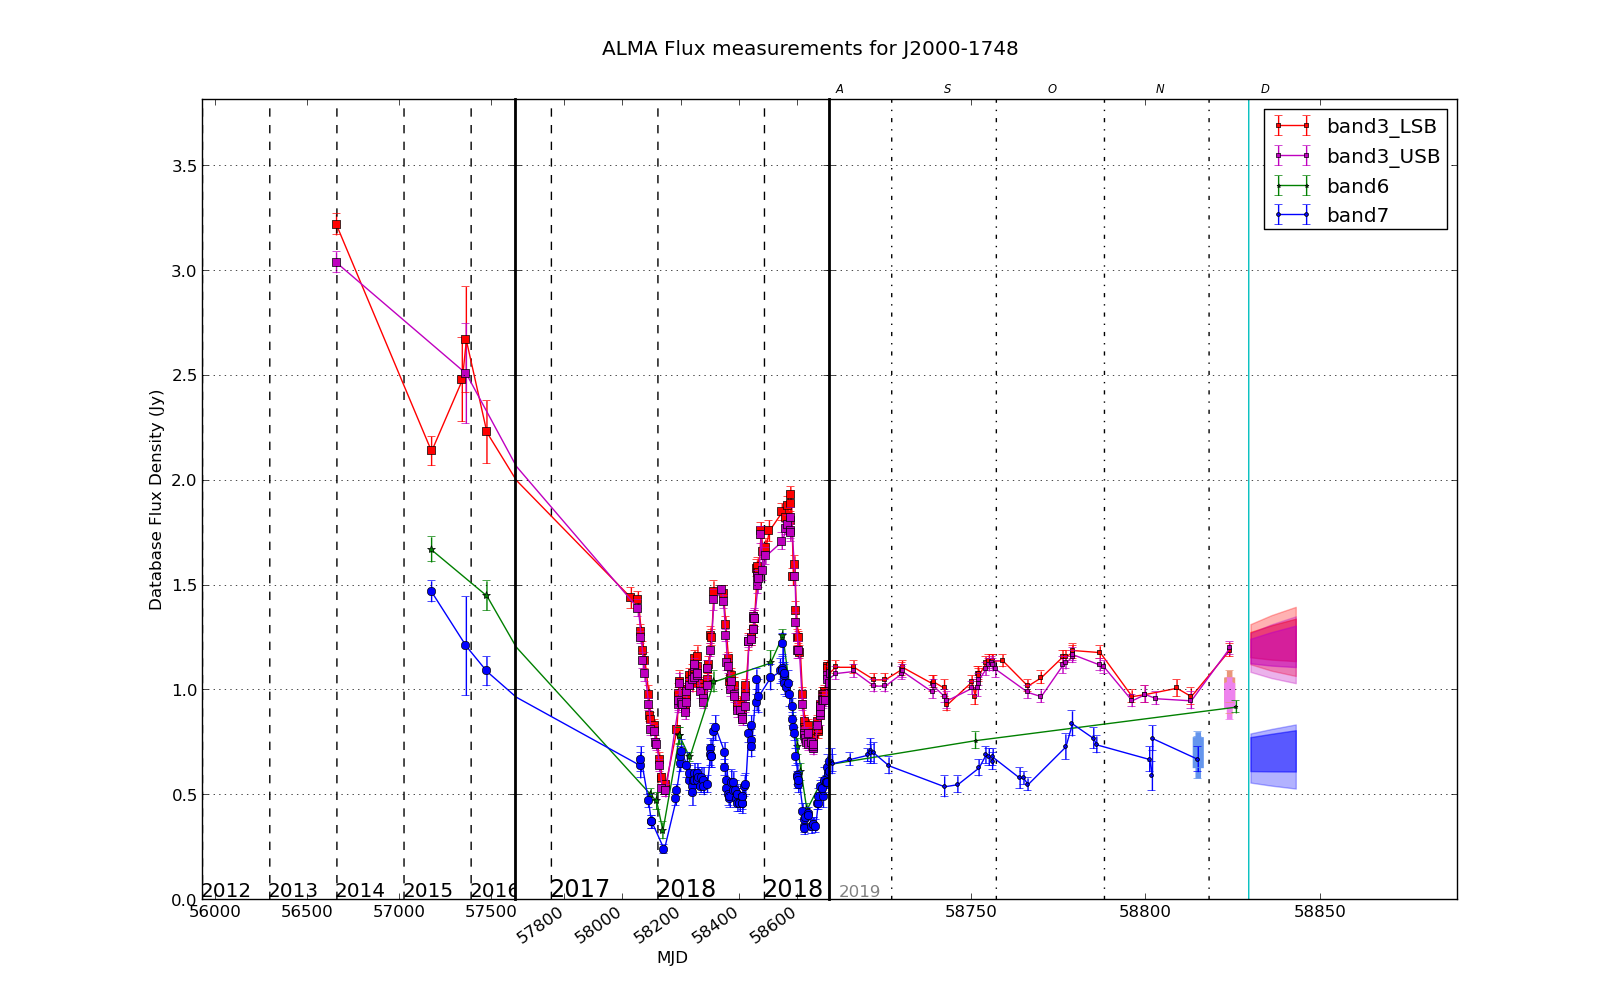 ALMA Flux measurements for J2000-1748
A S O N D
band3_LSB
band3_USB
band6
band7
Database Flux Density (Jy)
3.5
3.0
2.5
2.0
1.5
1.0
0.5
0.0
2012 2013 2014 2015 2016 2017 2018 2018 2019
56000 56500 57000 57500 57800 58000 58200 58400 58600 58750 58800 58850
MJD